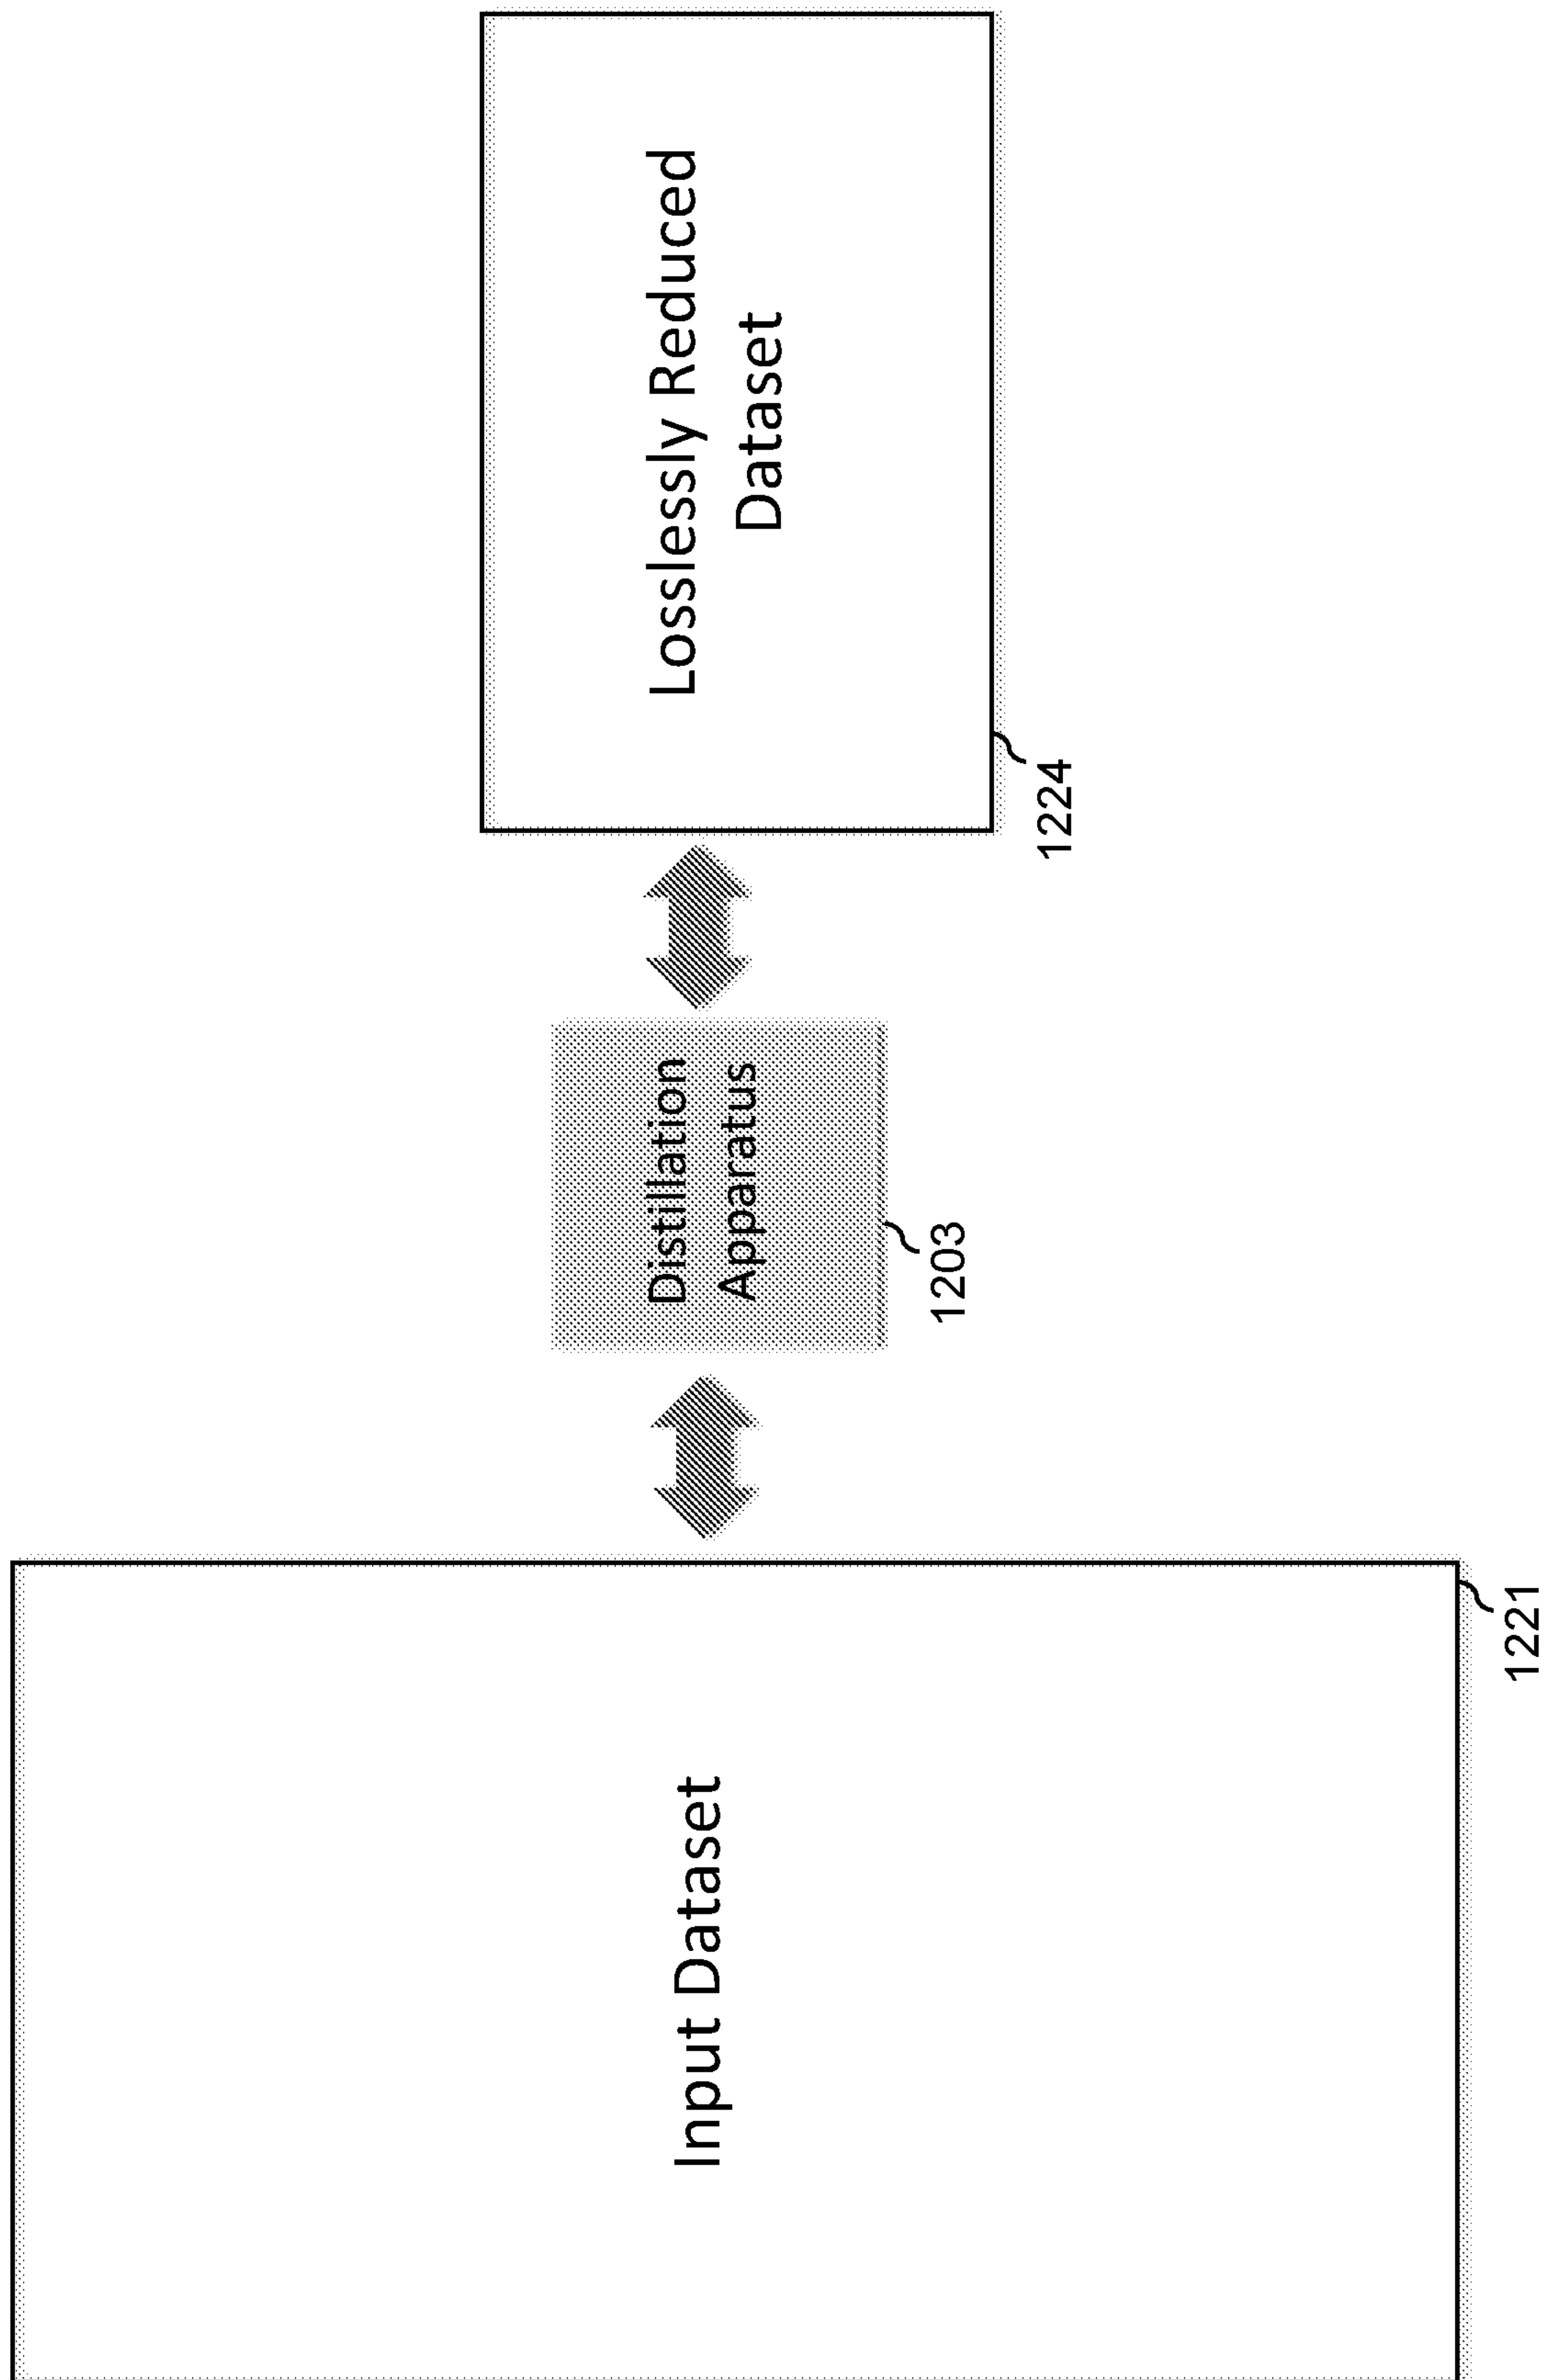 Input Dataset
1221
Distillation
Apparatus
1203
Losslessly Reduced
Dataset
1224